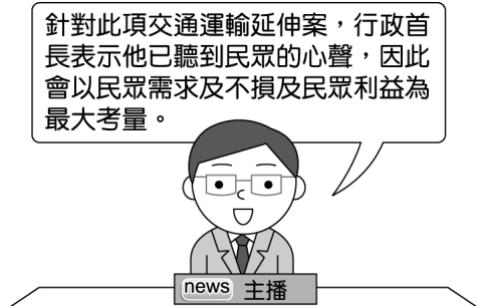 針對此項交通運輸延伸案，行政首
長表示他已聽到民眾的心聲，因此
會以民眾需求及不損及民眾利益為
最大考量。
news 主播